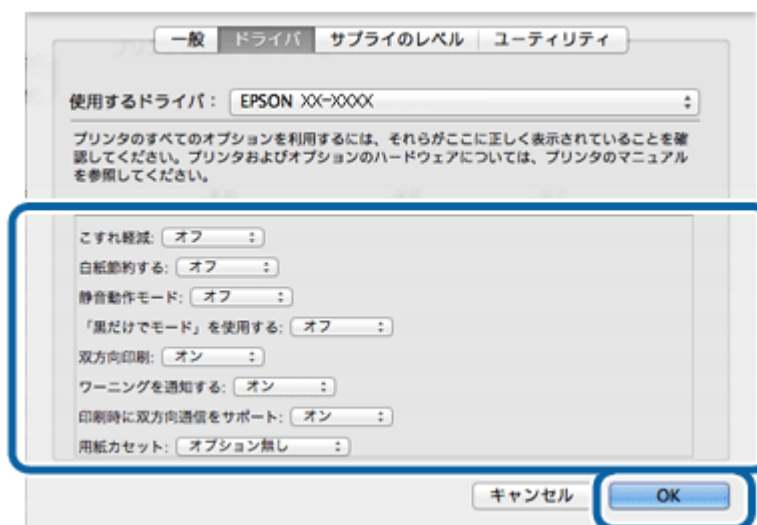 一般 ドライバ サプライのレベル ユーティリティ
使用するドライバ： EPSON XX-XXXX
プリンタのすべてのオプションを利用するには、それらがここに正しく表示されていることを確
認してください。プリンタおよびオプションのハードウェアについては、プリンタのマニュアル
を参照してください。
こすれ軽減: オフ
白紙節約する: オフ
静音動作モード: オフ
「黒だけでモード」を使用する: オフ
双方向印刷: オン
ワーニングを通知する: オン
印刷時に双方向通信をサポート: オン
用紙カセット: オプション無し
キャンセル OK